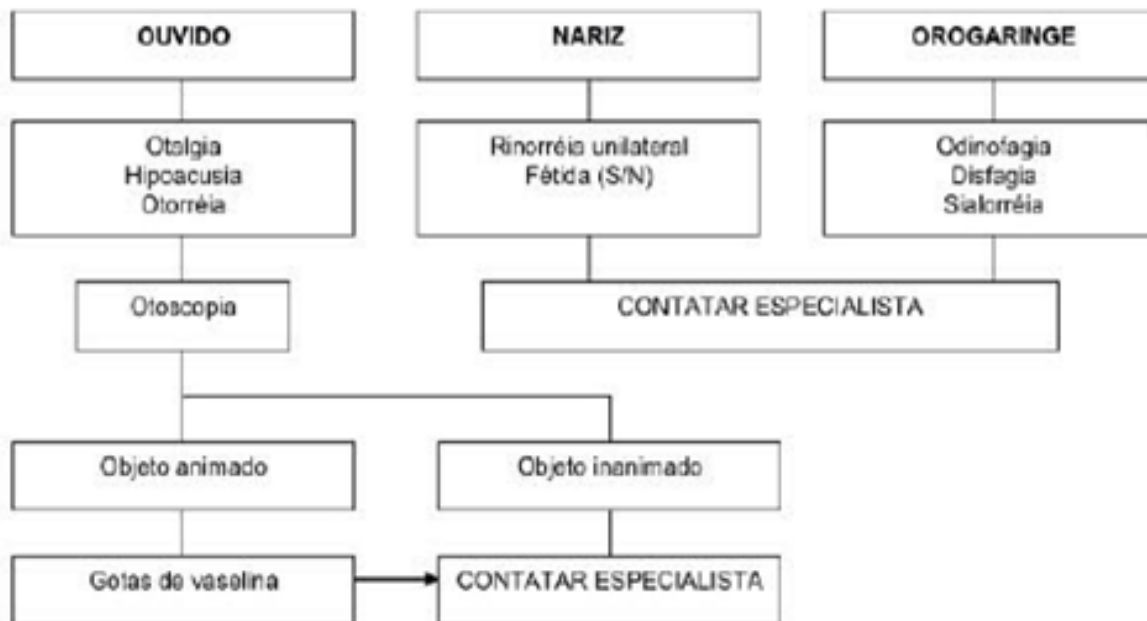 OUVIDO
NARIZ
OROGARINGE
Otalgia
Hipoacusia
Otorréia
Rinorréia unilateral
Fétida (S/N)
Odinofagia
Disfagia
Sialorréia
Otoscopia
CONTATAR ESPECIALISTA
Objeto animado
Objeto inanimado
Gotas de vaselina
CONTATAR ESPECIALISTA